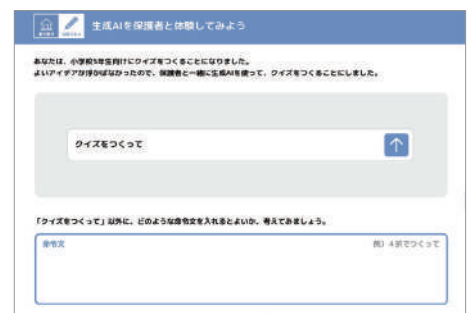 生成AIを保護者と体験してみよう
あなたは、小学校5年生向けにクイズをつくることになりました。
よいアイデアが浮かばなかったので、保護者と一緒に生成AIを使って、クイズをつくることにしました。
クイズをつくって
「クイズをつくって」以外に、どのような命令文を入れるとよいか、考えてみましょう。
命令文 例）4択でつくって